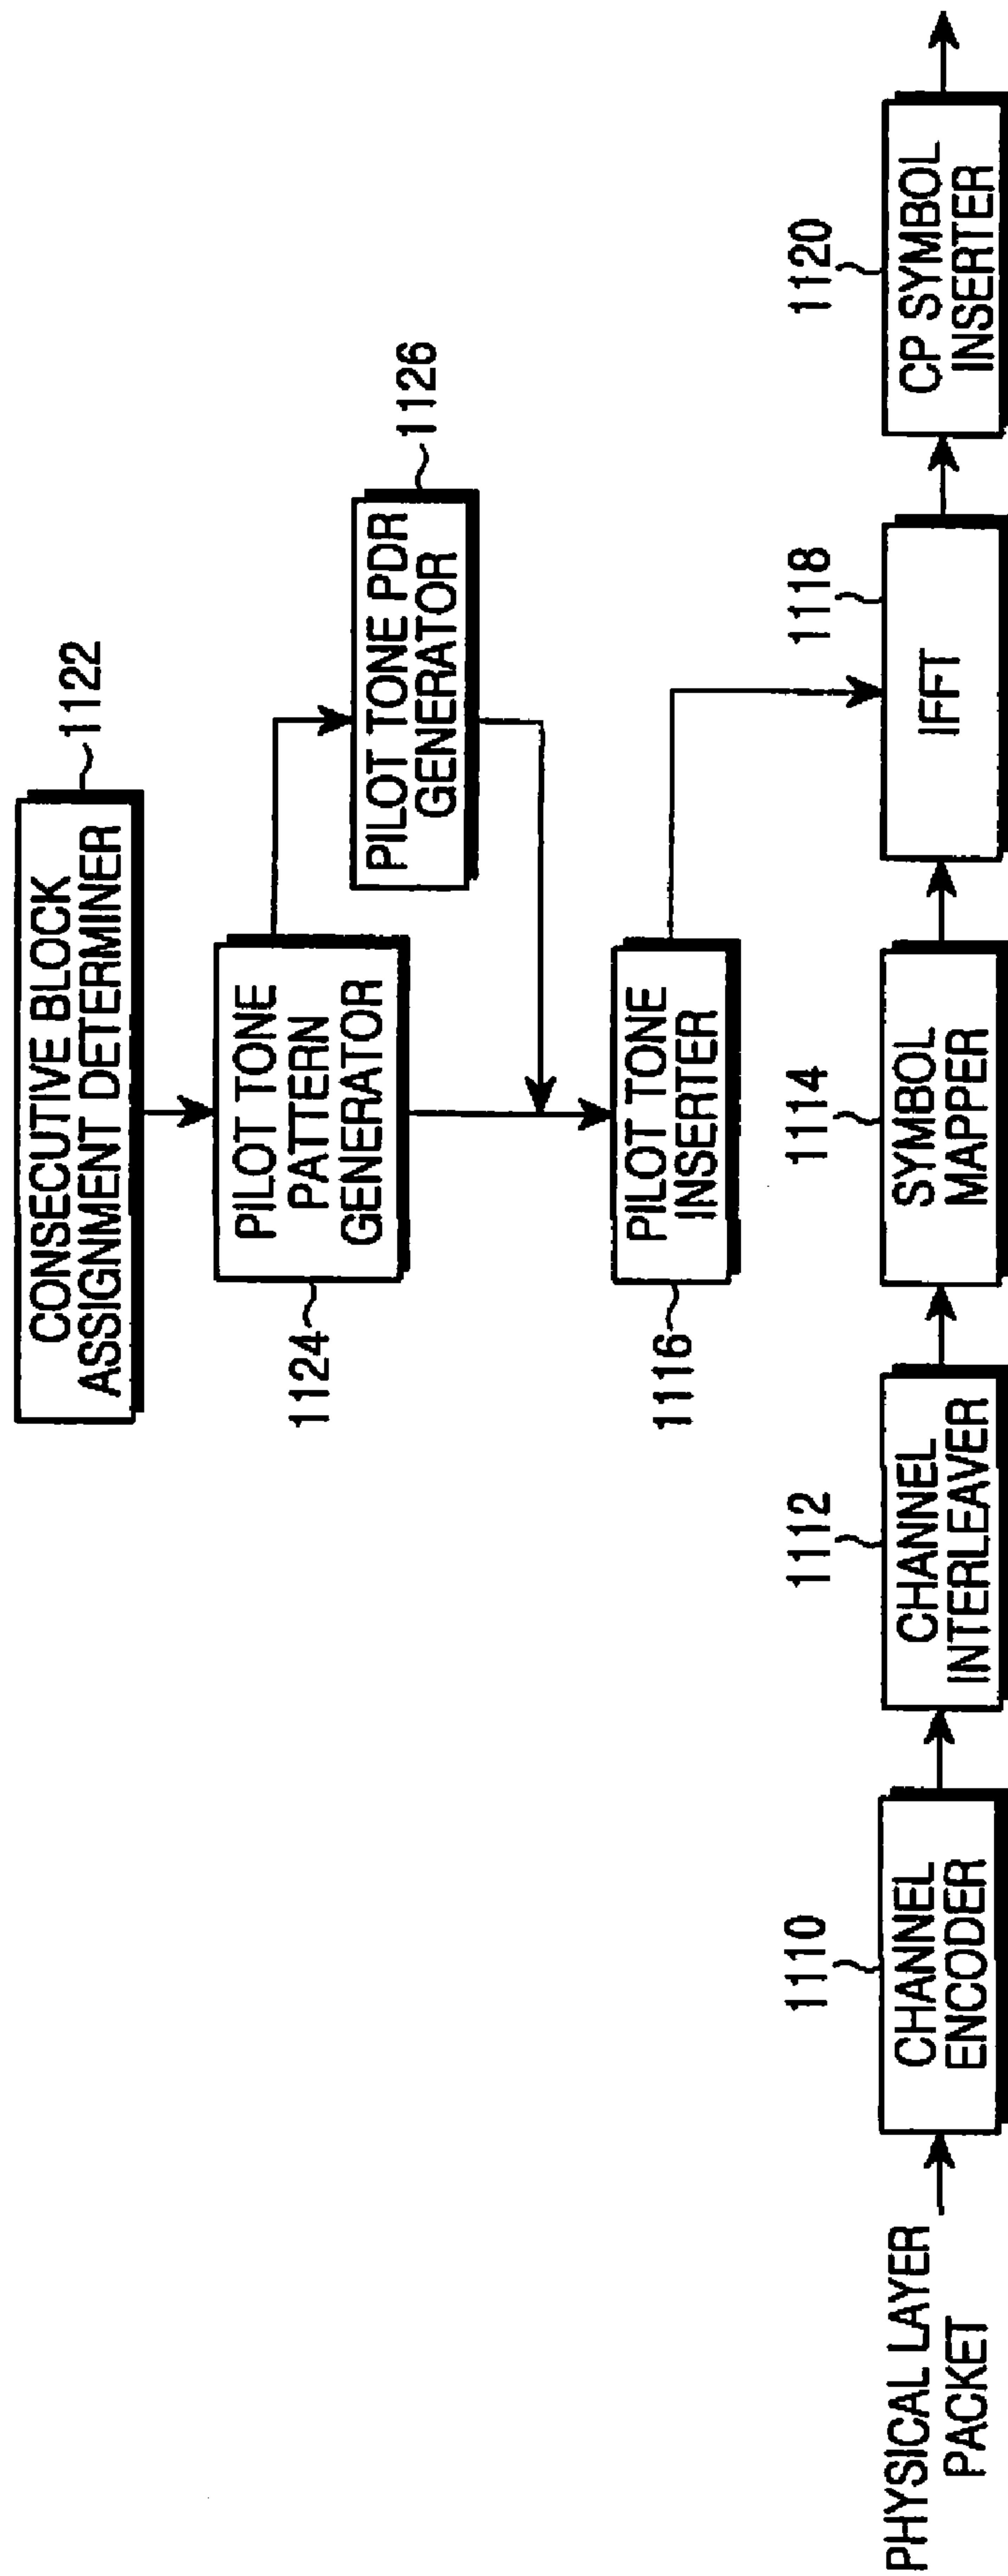 CONSECUTIVE BLOCK
ASSIGNMENT DETERMINER
1122
PILOT TONE
PATTERN
GENERATOR
1124
PILOT TONE PDR
GENERATOR
1126
PILOT TONE
INSERTER
1116
PHYSICAL LAYER
PACKET
1110
CHANNEL
ENCODER
1112
CHANNEL
INTERLEAVER
1114
SYMBOL
MAPPER
1118
IFFT
1120
CP SYMBOL
INSERTER